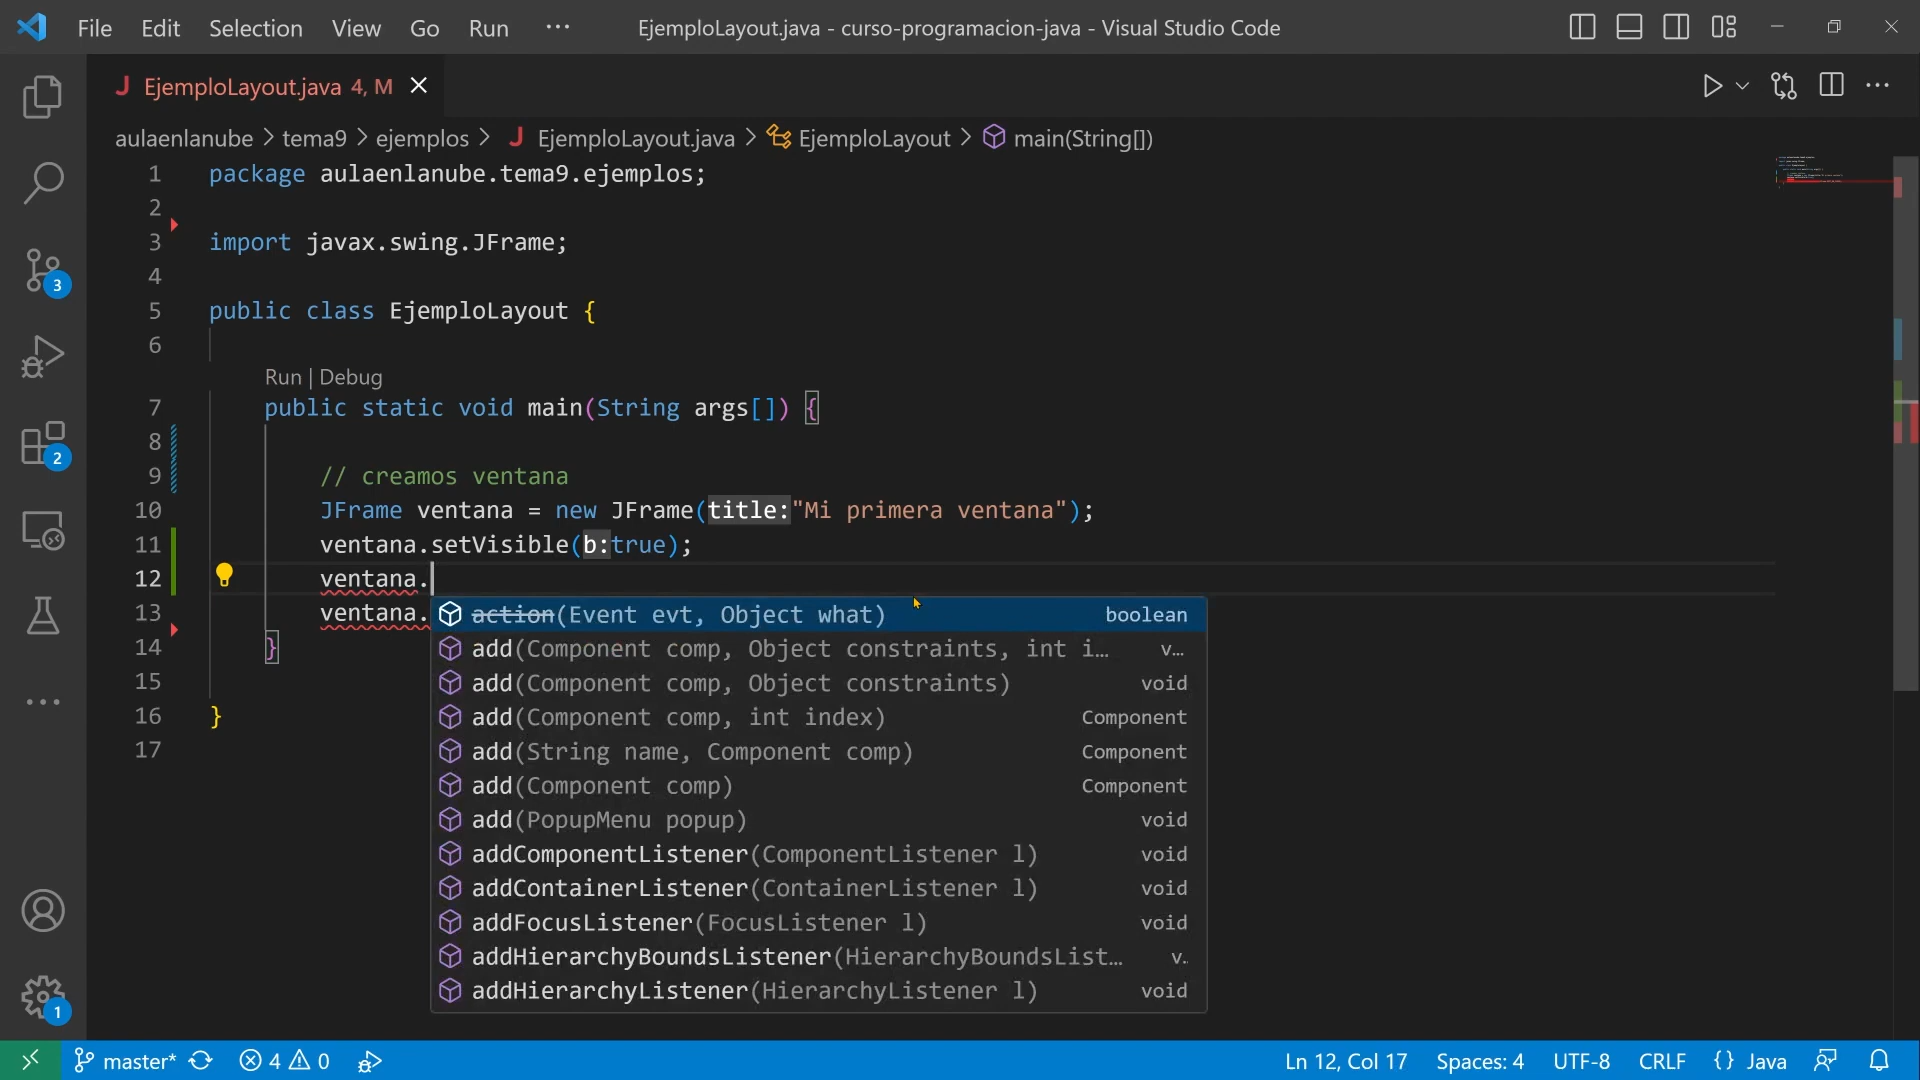 File Edit Selection View Go Run ··· EjemploLayout.java - curso-programacion-java - Visual Studio Code
J EjemploLayout.java 4, M
aulaenlanube > tema9 > ejemplos > J EjemploLayout.java > EjemploLayout > main(String[])
1 package aulaenlanube.tema9.ejemplos;
2
3 import javax.swing.JFrame;
4
5 public class EjemploLayout {
6
Run | Debug
7 public static void main(String args[]) {
8
9 // creamos ventana
10 JFrame ventana = new JFrame(title:"Mi primera ventana");
11 ventana.setVisible(b:true);
12 ventana.
13 ventana.
14 }
15
16 }
17
action(Event evt, Object what) boolean
add(Component comp, Object constraints, int i… v…
add(Component comp, Object constraints) void
add(Component comp, int index) Component
add(String name, Component comp) Component
add(Component comp) Component
add(PopupMenu popup) void
addComponentListener(ComponentListener l) void
addContainerListener(ContainerListener l) void
addFocusListener(FocusListener l) void
addHierarchyBoundsListener(HierarchyBoundsList… v.
addHierarchyListener(HierarchyListener l) void
3
2
1
master* 4 0 Ln 12, Col 17 Spaces: 4 UTF-8 CRLF {} Java